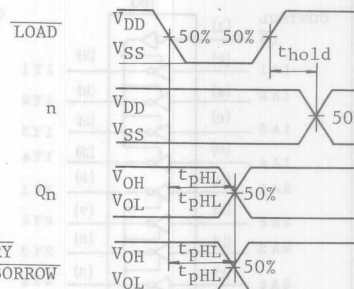 LOAD VDD 50% 50%
VSS thold
n VDD 50
VSS
Qn VOH tpHL 50%
VOL tpHL
RY VOH tpHL
BORROW VOL tpHL 50%